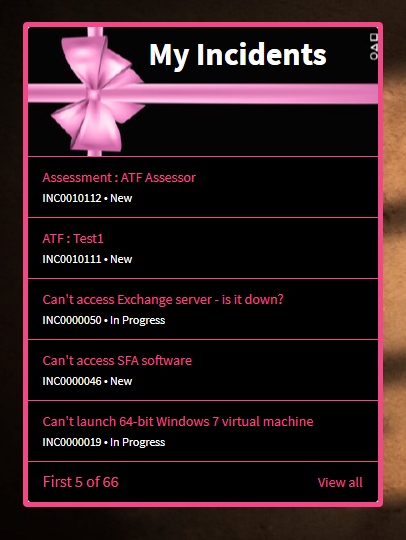 My Incidents
Assessment : ATF Assessor
INC0010112 • New
ATF : Test1
INC0010111 • New
Can't access Exchange server - is it down?
INC0000050 • In Progress
Can't access SFA software
INC0000046 • New
Can't launch 64-bit Windows 7 virtual machine
INC0000019 • In Progress
First 5 of 66 View all